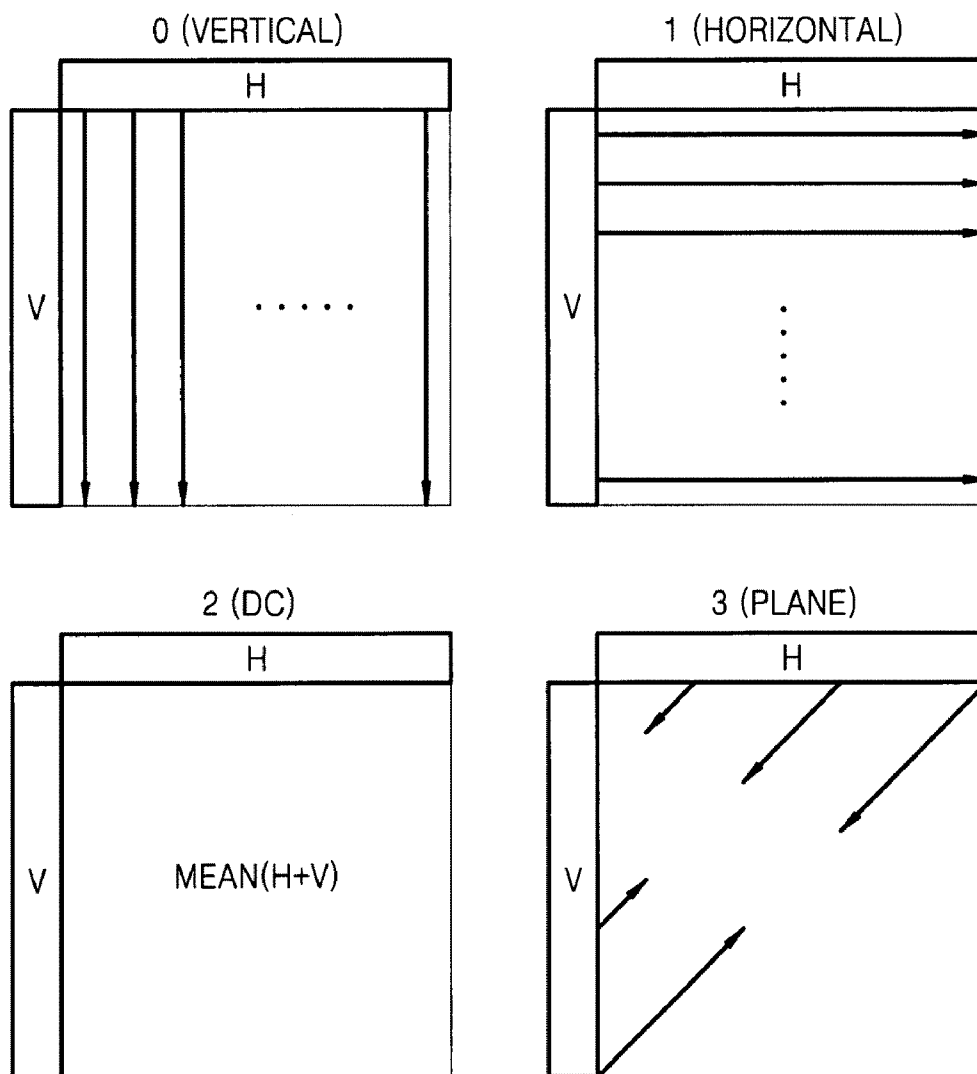 0 (VERTICAL)
H
V
1 (HORIZONTAL)
H
V
2 (DC)
H
V
MEAN(H+V)
3 (PLANE)
H
V